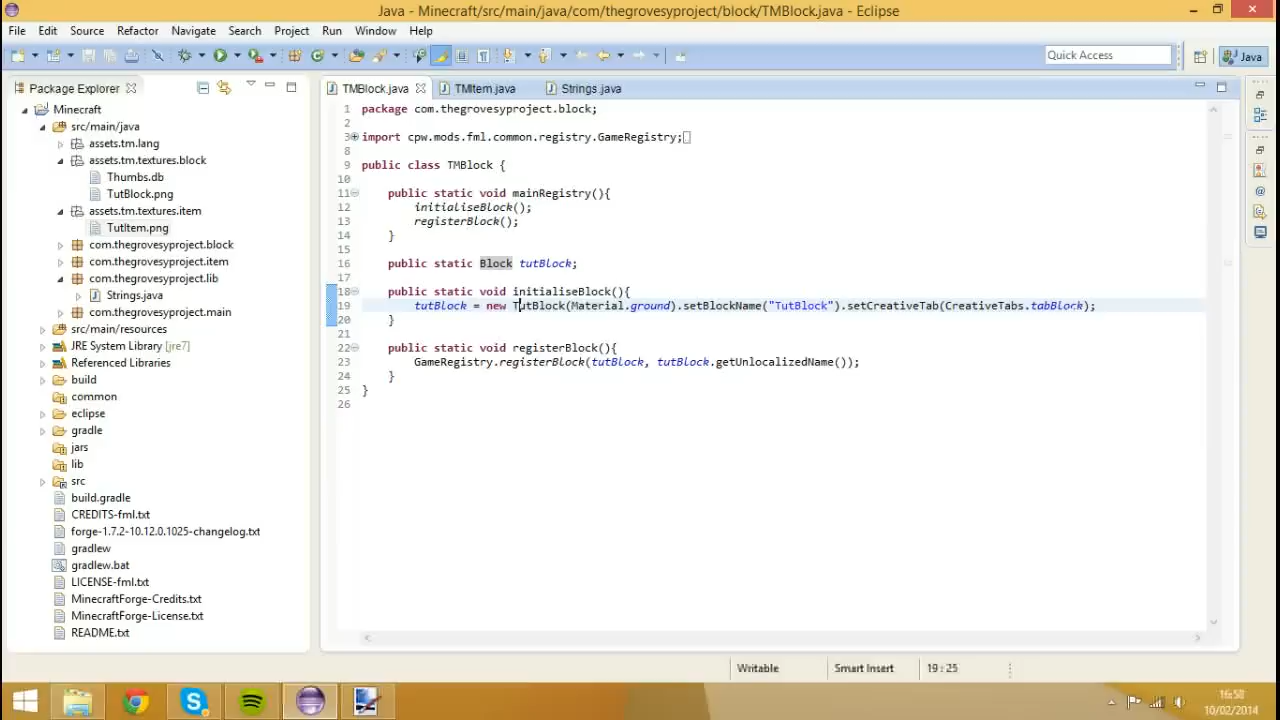 Java - Minecraft/src/main/java/com/thegrovesyproject/block/TMBlock.java - Eclipse
File Edit Source Refactor Navigate Search Project Run Window Help
Quick Access
Java
Package Explorer
TMBlock.java
TMItem.java
Strings.java
Minecraft
src/main/java
assets.tm.lang
assets.tm.textures.block
Thumbs.db
TutBlock.png
assets.tm.textures.item
TutItem.png
com.thegrovesyproject.block
com.thegrovesyproject.item
com.thegrovesyproject.lib
Strings.java
com.thegrovesyproject.main
src/main/resources
JRE System Library [jre7]
Referenced Libraries
build
common
eclipse
gradle
jars
lib
src
build.gradle
CREDITS-fml.txt
forge-1.7.2-10.12.0.1025-changelog.txt
gradlew
gradlew.bat
LICENSE-fml.txt
MinecraftForge-Credits.txt
MinecraftForge-License.txt
README.txt
1 package com.thegrovesyproject.block;
2
3 import cpw.mods.fml.common.registry.GameRegistry;
8
9 public class TMBlock {
10
11 public static void mainRegistry(){
12 initialiseBlock();
13 registerBlock();
14 }
15
16 public static Block tutBlock;
17
18 public static void initialiseBlock(){
19 tutBlock = new TutBlock(Material.ground).setBlockName("TutBlock").setCreativeTab(CreativeTabs.tabBlock);
20 }
21
22 public static void registerBlock(){
23 GameRegistry.registerBlock(tutBlock, tutBlock.getUnlocalizedName());
24 }
25 }
26
Writable
Smart Insert
19 : 25
16:58
10/02/2014